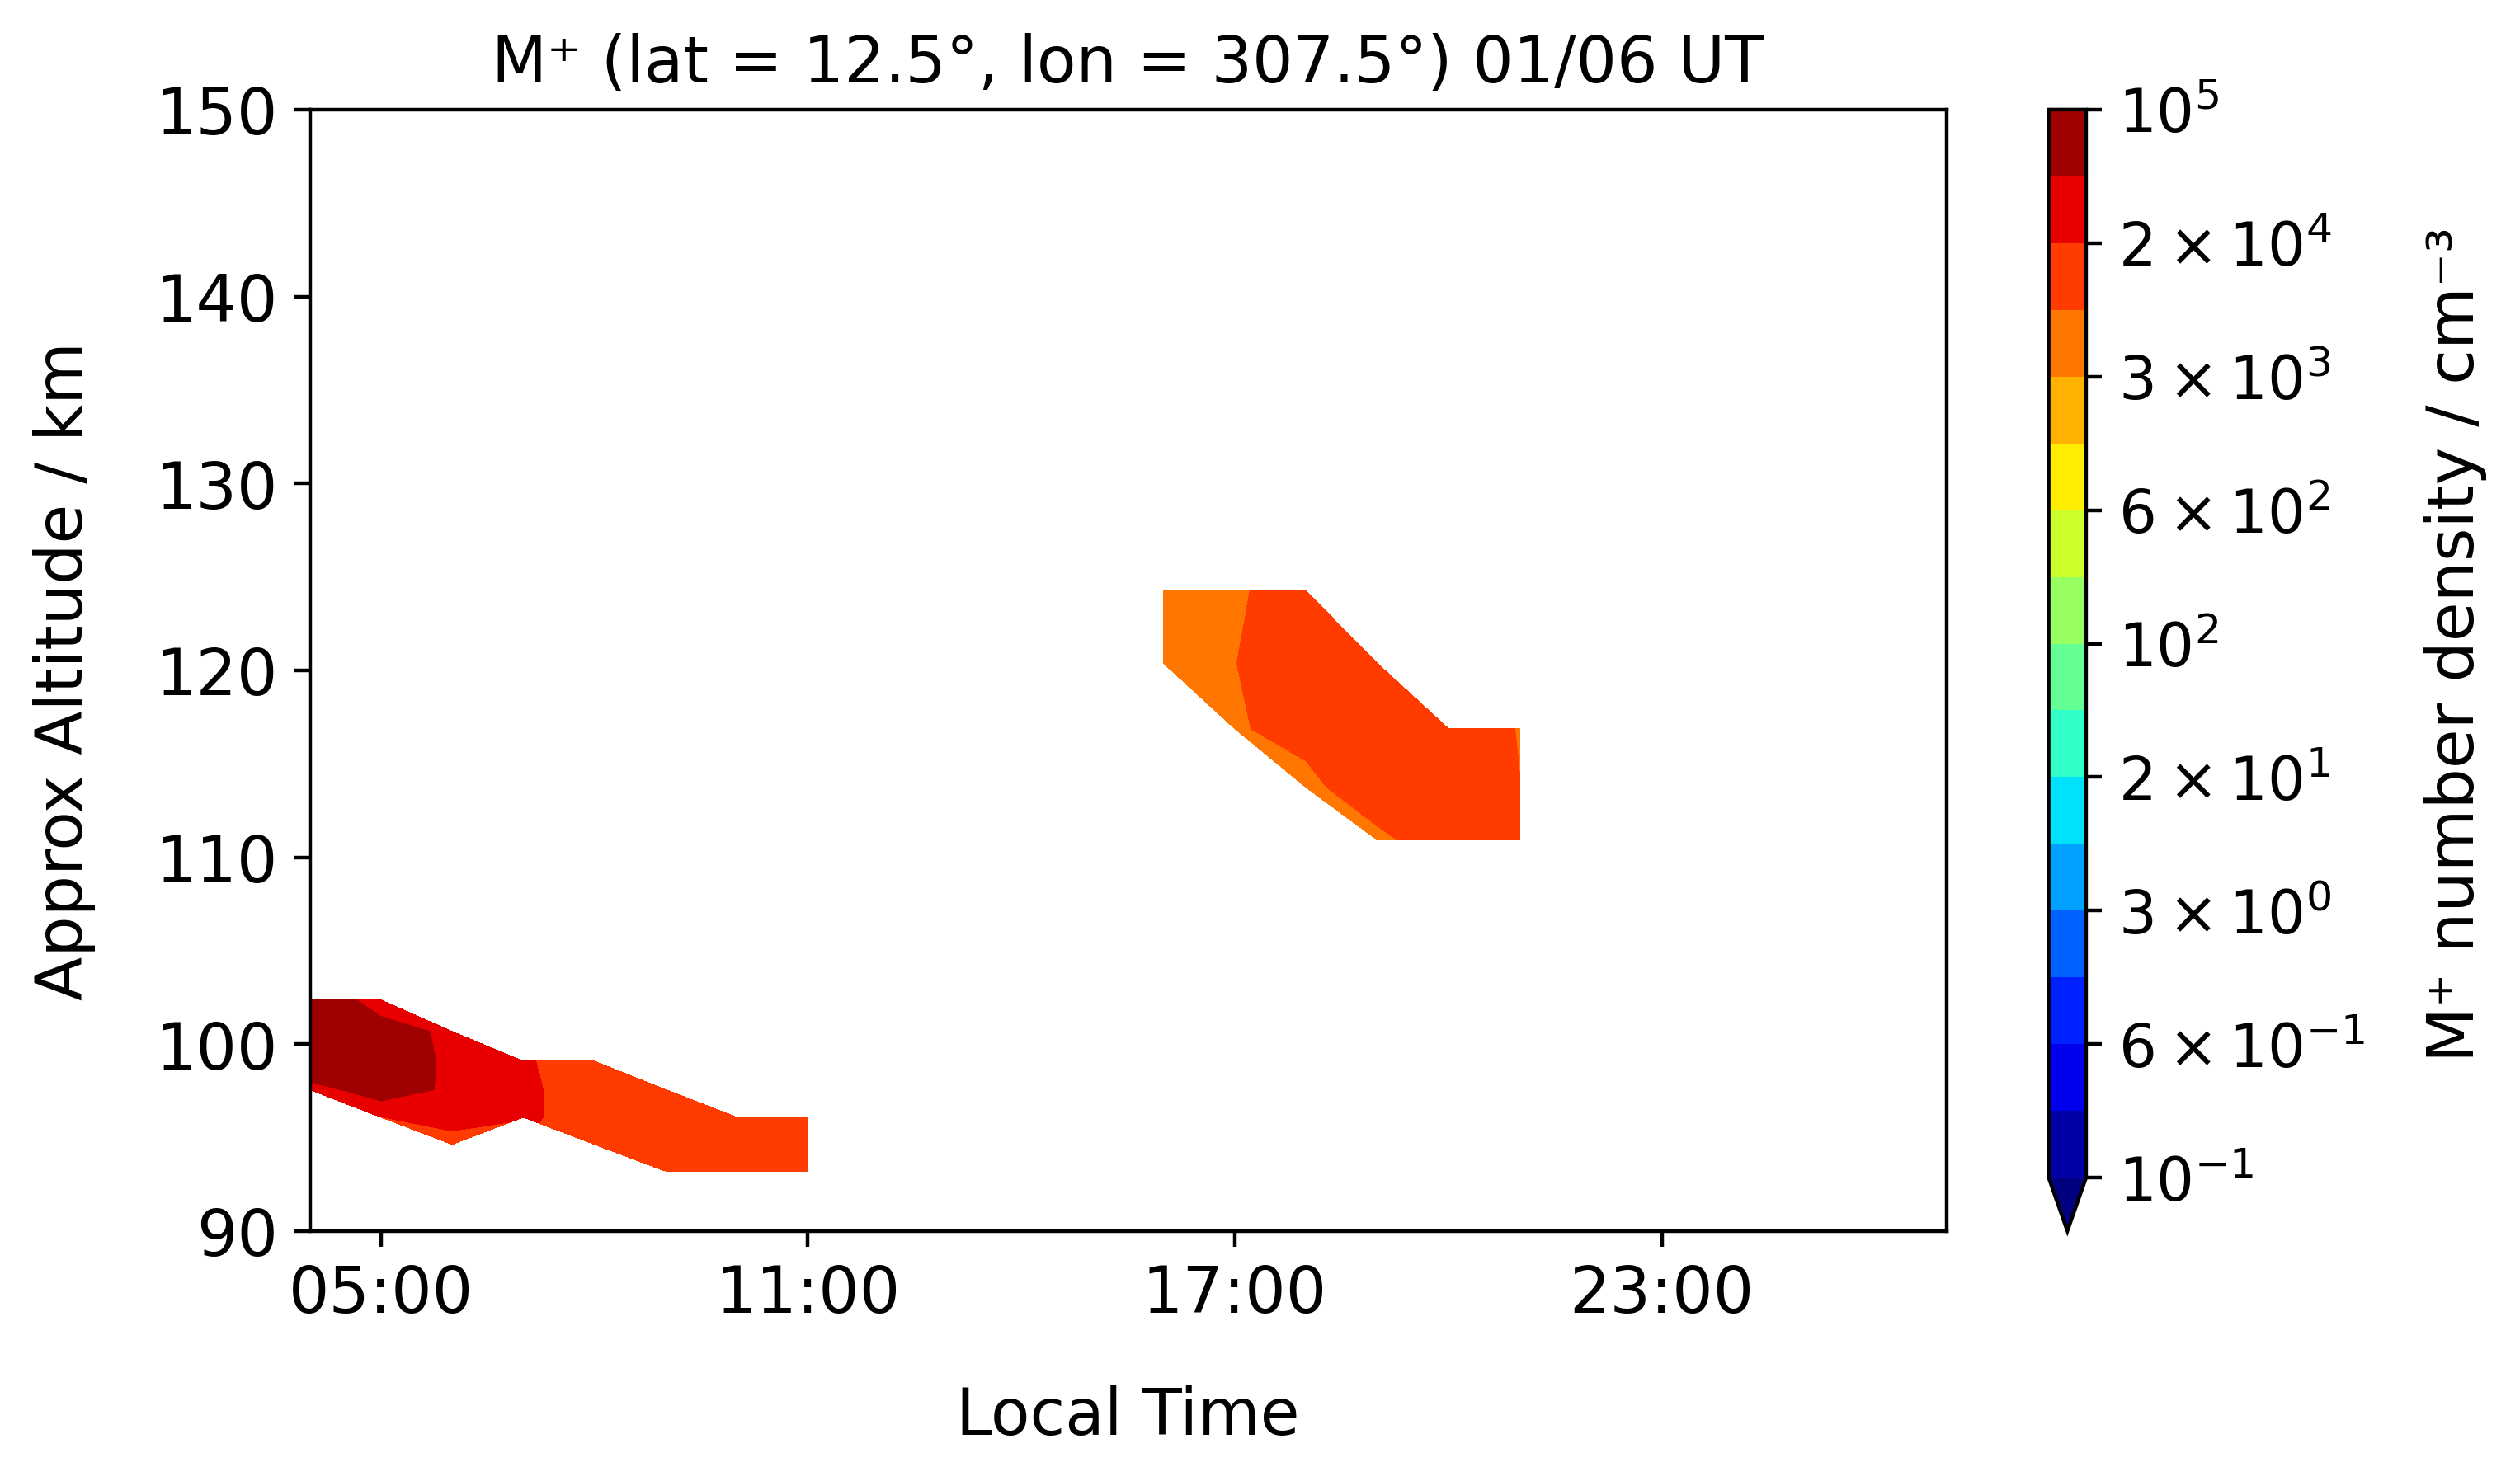 M⁺ (lat = 12.5°, lon = 307.5°) 01/06 UT
150
140
130
120
110
100
90
Approx Altitude / km
05:00
11:00
17:00
23:00
Local Time
10⁵
2 × 10⁴
3 × 10³
6 × 10²
10²
2 × 10¹
3 × 10⁰
6 × 10⁻¹
10⁻¹
M⁺ number density / cm⁻³